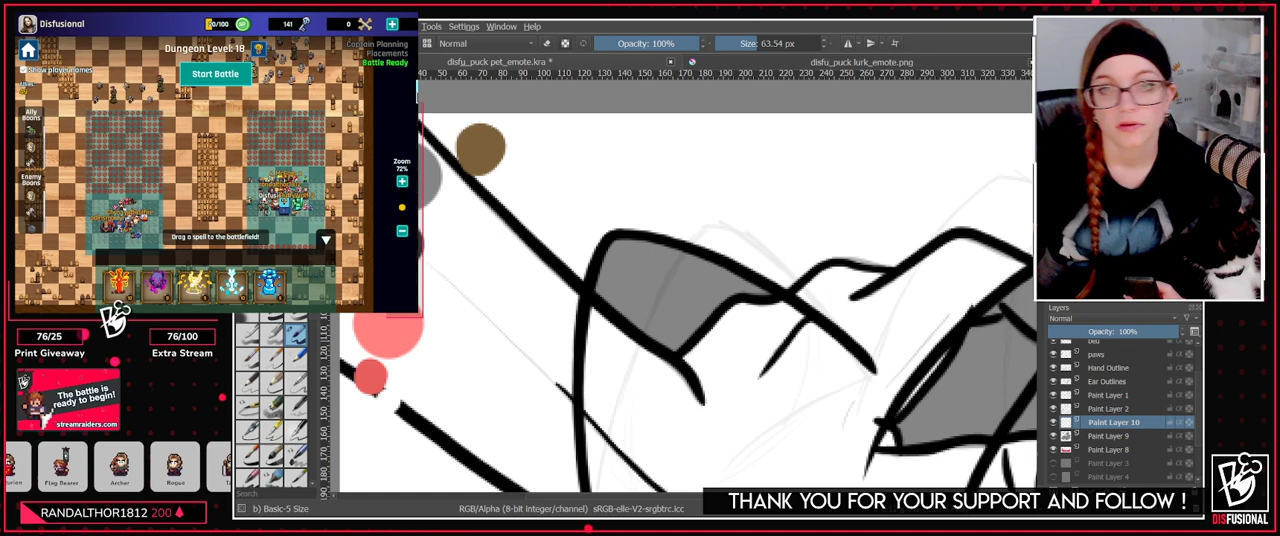 Disfusional
0/100
141
0
Dungeon Level: 18
Start Battle
Captain Planning
Placements
Battle Ready
Show player names
Ally
Boons
Enemy
Boons
Zoom
72%
Drag a spell to the battlefield!
Tools Settings Window Help
Normal
Opacity: 100%
Size: 63.54 px
disfu_puck pet_emote.kra *
disfu_puck lurk_emote.png
76/25
Print Giveaway
76/100
Extra Stream
The battle is
ready to begin!
streamraiders.com
Flag Bearer
Archer
Rogue
RANDALTHOR1812 200
Search
b) Basic-5 Size
RGB/Alpha (8-bit integer/channel) sRGB-elle-V2-srgbtrc.icc
Layers
Normal
Opacity: 100%
paws
Hand Outline
Ear Outlines
Paint Layer 1
Paint Layer 2
Paint Layer 10
Paint Layer 9
Paint Layer 8
Paint Layer 3
Paint Layer 4
THANK YOU FOR YOUR SUPPORT AND FOLLOW !
DISFUSIONAL